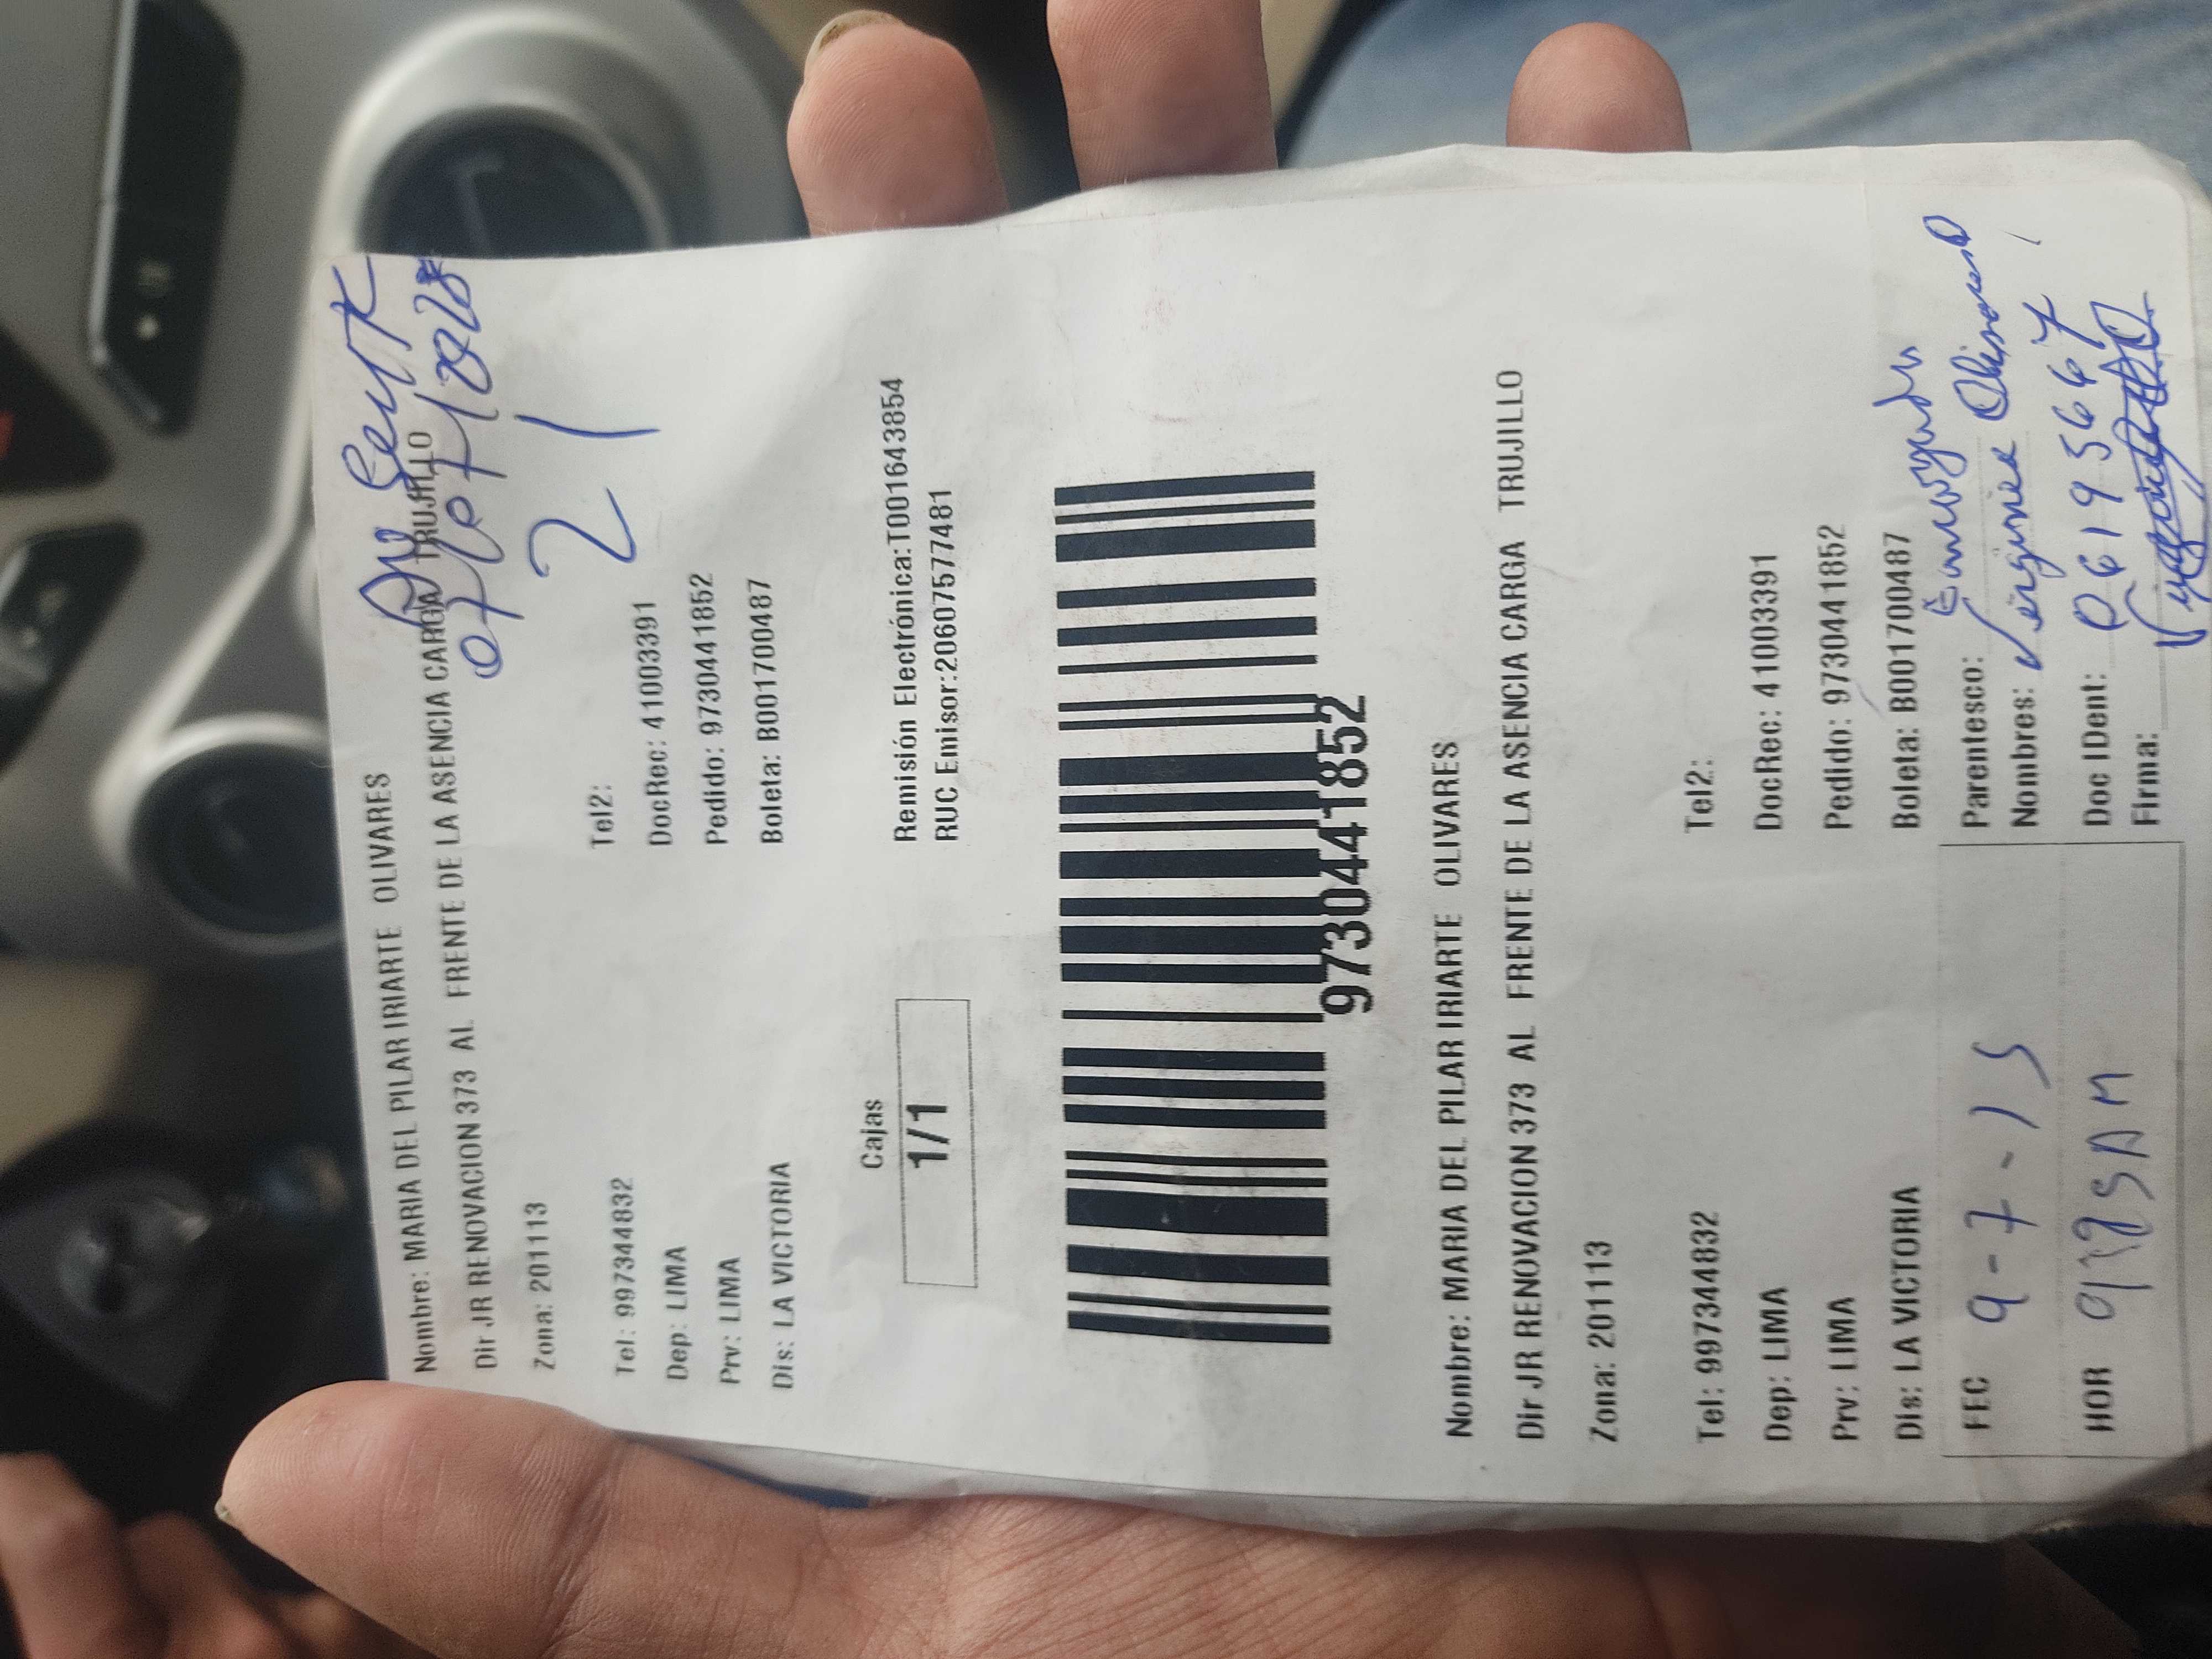 Nombre: MARIA DEL PILAR IRIARTE OLIVARES
Dir JR RENOVACION 373 AL FRENTE DE LA ASENCIA CARGA TRUJILLO
Zona: 201113
21
Tel: 997344832 Tel2:
Dep: LIMA DocRec: 41003391
Prv: LIMA Pedido: 9730441852
Dis: LA VICTORIA Boleta: B001700487
Cajas
1/1
Remisión Electrónica:T001643854
RUC Emisor:20607577481
9730441852
Nombre: MARIA DEL PILAR IRIARTE OLIVARES
Dir JR RENOVACION 373 AL FRENTE DE LA ASENCIA CARGA TRUJILLO
Zona: 201113
Tel: 997344832 Tel2:
Dep: LIMA DocRec: 41003391
Prv: LIMA Pedido: 9730441852
Dis: LA VICTORIA Boleta: B001700487
FEC 9-7-25
HOR
Parentesco:
Nombres:
Doc IDent: 06195667
Firma: